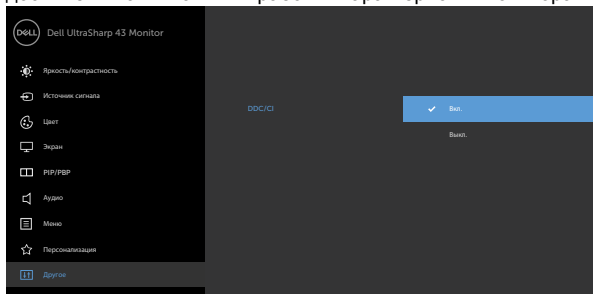 DELL Dell UltraSharp 43 Monitor
Яркость/контрастность
Источник сигнала
DDC/CI
Вкл.
Цвет
Выкл.
Экран
PIP/PBP
Аудио
Меню
Персонализация
Другое